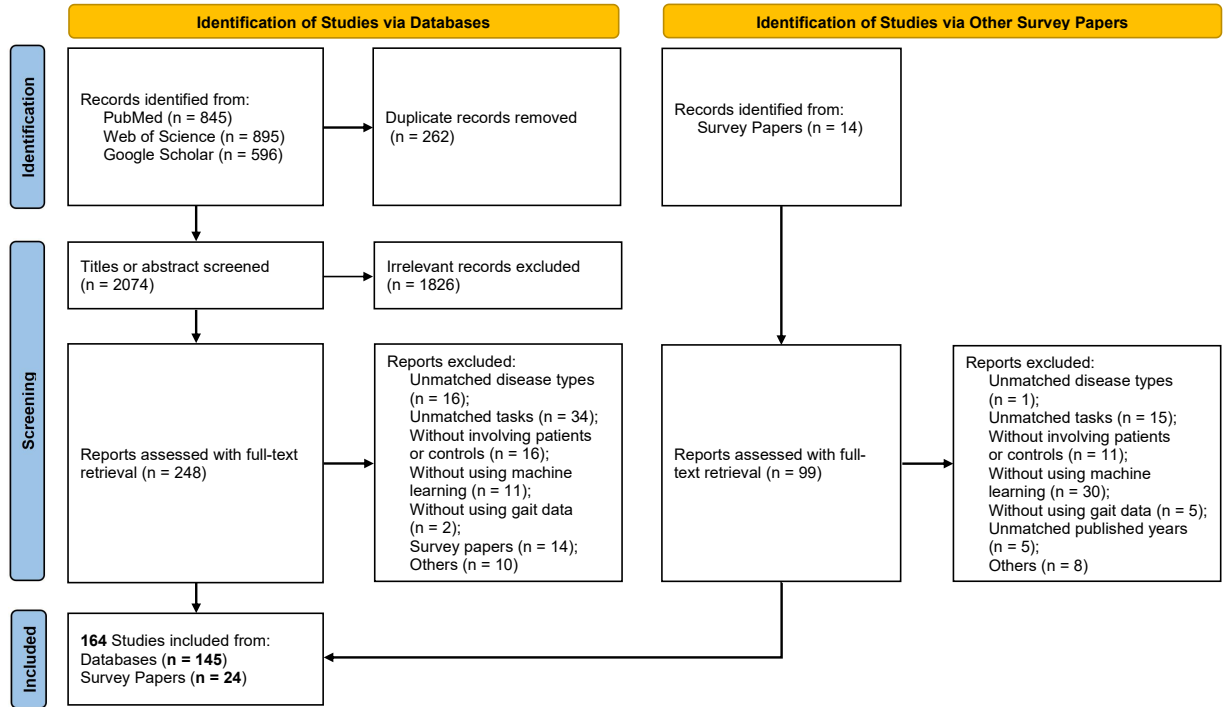 Identification of Studies via Databases
Identification of Studies via Other Survey Papers
Identification
Records identified from:
PubMed (n = 845)
Web of Science (n = 895)
Google Scholar (n = 596)
Duplicate records removed
(n = 262)
Records identified from:
Survey Papers (n = 14)
Screening
Titles or abstract screened
(n = 2074)
Irrelevant records excluded
(n = 1826)
Reports assessed with full-text
retrieval (n = 248)
Reports excluded:
Unmatched disease types
(n = 16);
Unmatched tasks (n = 34);
Without involving patients
or controls (n = 16);
Without using machine
learning (n = 11);
Without using gait data
(n = 2);
Survey papers (n = 14);
Others (n = 10)
Reports assessed with full-
text retrieval (n = 99)
Reports excluded:
Unmatched disease types
(n = 1);
Unmatched tasks (n = 15);
Without involving patients
or controls (n = 11);
Without using machine
learning (n = 30);
Without using gait data (n = 5);
Unmatched published years
(n = 5);
Others (n = 8)
Included
164 Studies included from:
Databases (n = 145)
Survey Papers (n = 24)